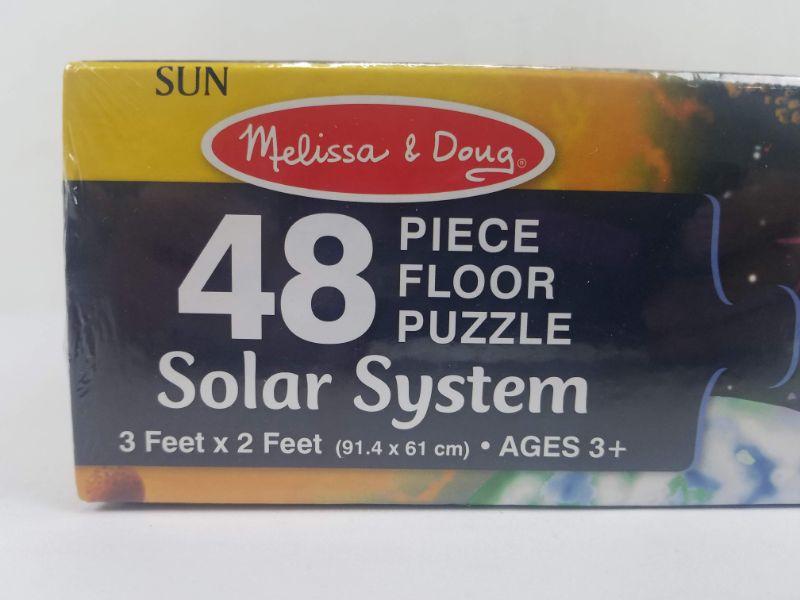 SUN
Melissa & Doug®
48 PIECE
FLOOR
PUZZLE
Solar System
3 Feet x 2 Feet (91.4 x 61 cm) • AGES 3+